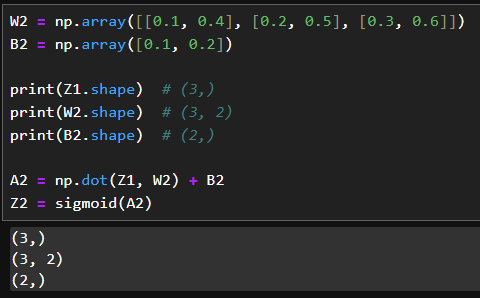 W2 = np.array([[0.1, 0.4], [0.2, 0.5], [0.3, 0.6]])
B2 = np.array([0.1, 0.2])
print(Z1.shape)  # (3,)
print(W2.shape)  # (3, 2)
print(B2.shape)  # (2,)
A2 = np.dot(Z1, W2) + B2
Z2 = sigmoid(A2)
(3,)
(3, 2)
(2,)